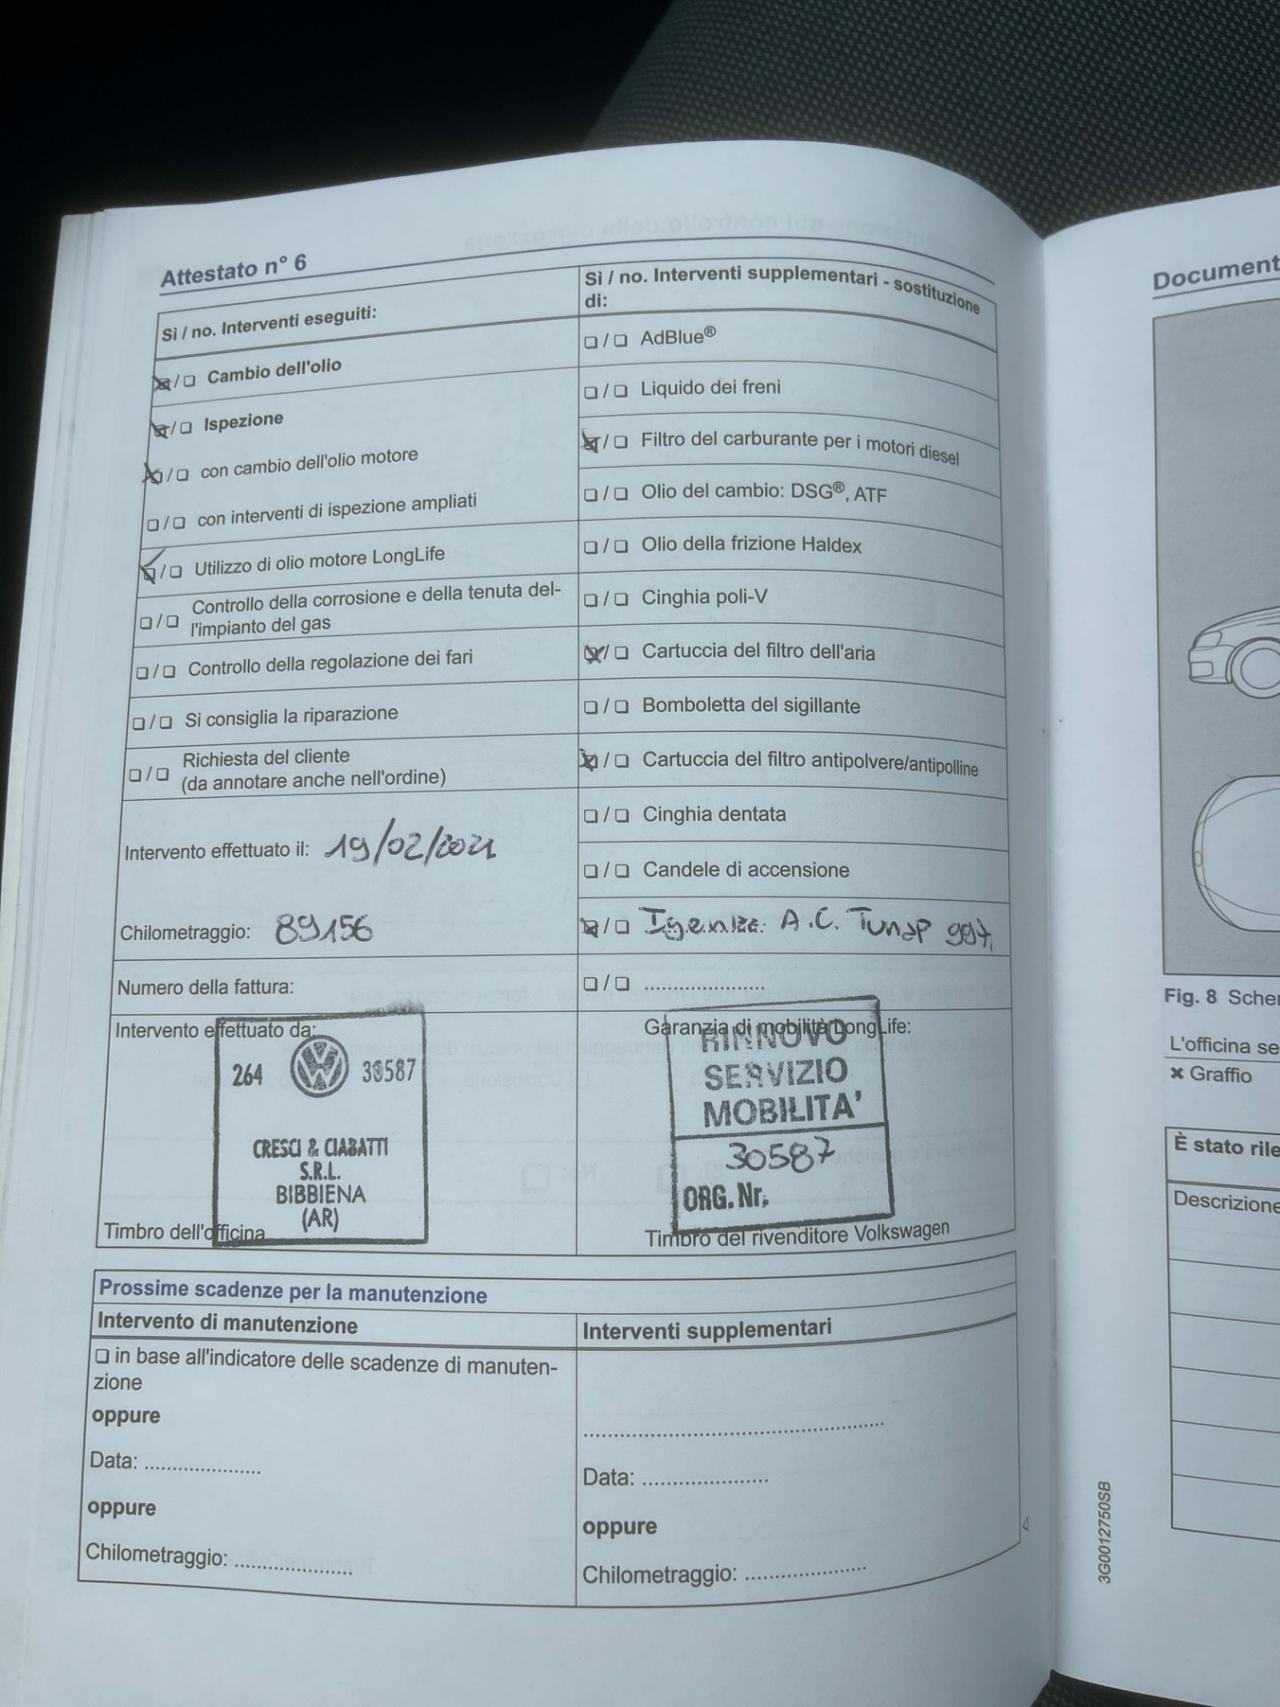 Attestato n° 6
Sì / no. Interventi eseguiti:
☒/❏ Cambio dell'olio
☒/❏ Ispezione
☒/❏ con cambio dell'olio motore
❏/❏ con interventi di ispezione ampliati
☒/❏ Utilizzo di olio motore LongLife
❏/❏ Controllo della corrosione e della tenuta del-
l'impianto del gas
❏/❏ Controllo della regolazione dei fari
❏/❏ Si consiglia la riparazione
❏/❏ Richiesta del cliente
(da annotare anche nell'ordine)
Intervento effettuato il: 19/02/2021
Chilometraggio: 89156
Numero della fattura:
Intervento effettuato da:
264 30587
CRESCI & CIABATTI
S.R.L.
BIBBIENA
(AR)
Timbro dell'officina
Sì / no. Interventi supplementari - sostituzione
di:
❏/❏ AdBlue®
❏/❏ Liquido dei freni
☒/❏ Filtro del carburante per i motori diesel
❏/❏ Olio del cambio: DSG®, ATF
❏/❏ Olio della frizione Haldex
❏/❏ Cinghia poli-V
☒/❏ Cartuccia del filtro dell'aria
❏/❏ Bomboletta del sigillante
☒/❏ Cartuccia del filtro antipolvere/antipolline
❏/❏ Cinghia dentata
❏/❏ Candele di accensione
☒/❏ A.C. Tunap
❏/❏ .....................
Garanzia di mobilità LongLife:
RINNOVO
SERVIZIO
MOBILITA'
30587
ORG. Nr.
Timbro del rivenditore Volkswagen
Prossime scadenze per la manutenzione
Intervento di manutenzione
❏ in base all'indicatore delle scadenze di manuten-
zione
oppure
Data: .....................
oppure
Chilometraggio: .....................
Interventi supplementari
.....................................................
Data: .....................
oppure
Chilometraggio: .....................
3G0012750SB
Document
Fig. 8 Scher
L'officina se
✖ Graffio
È stato rile
Descrizione